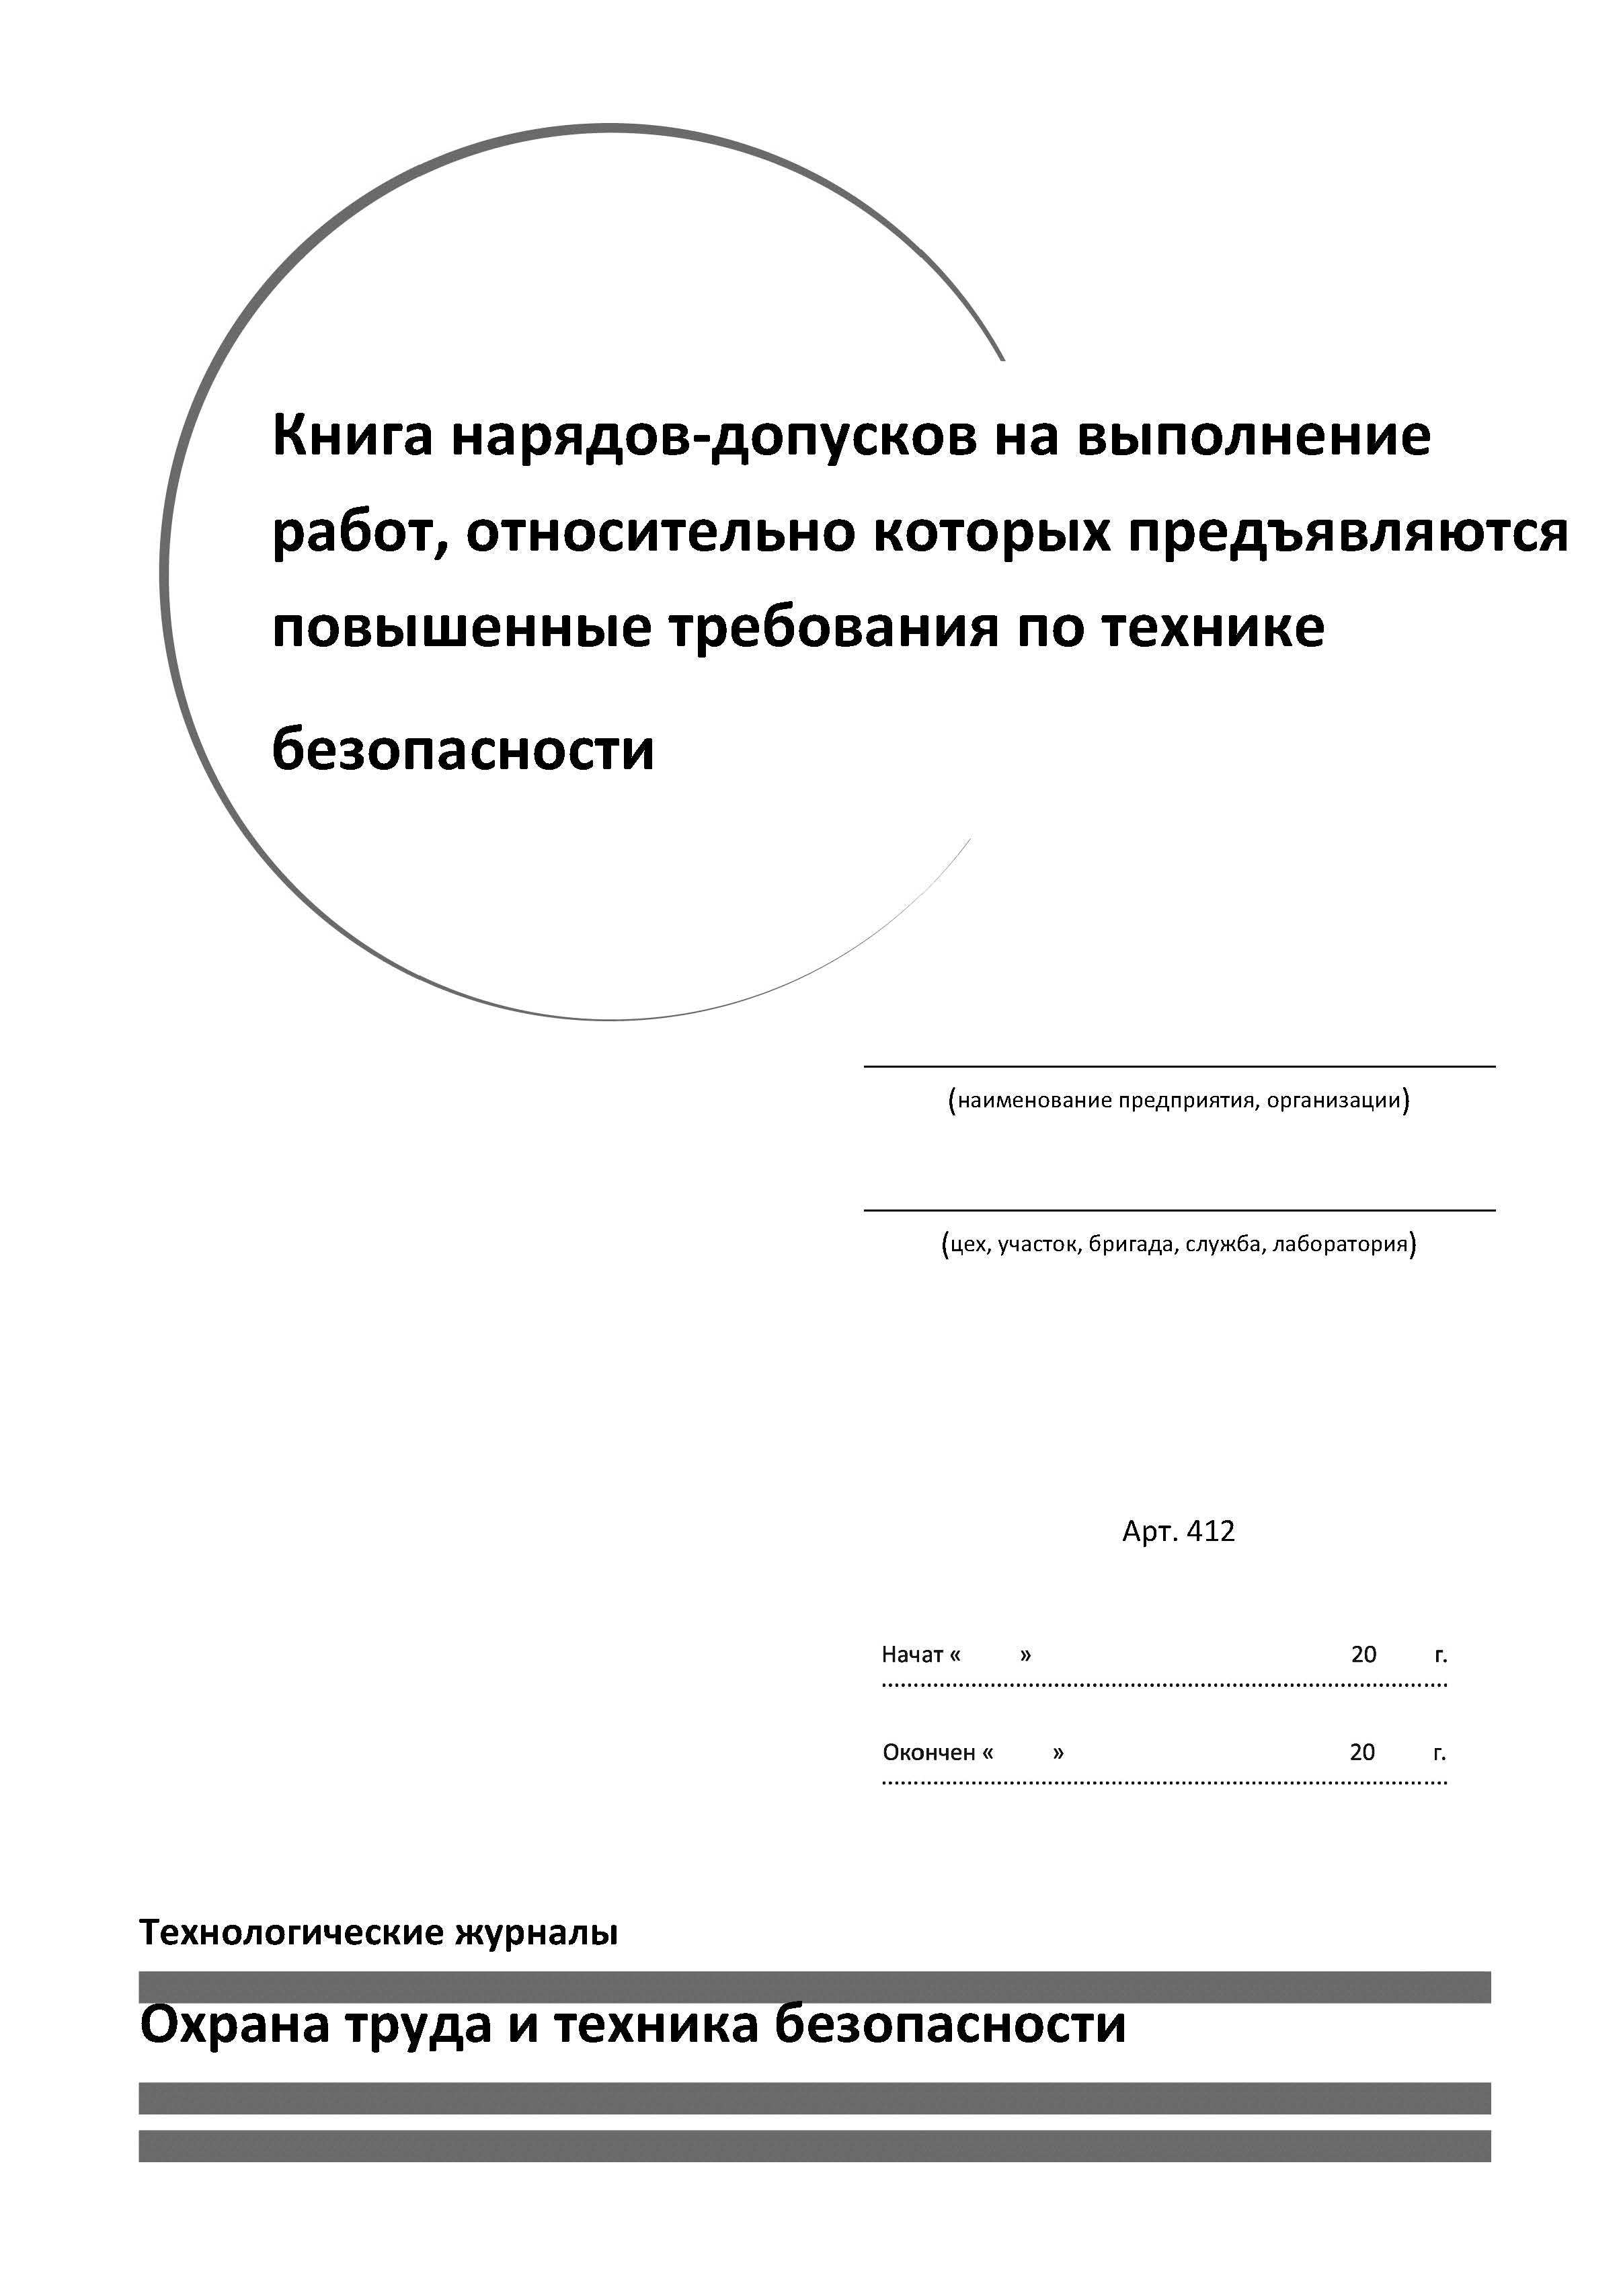 Книга нарядов-допусков на выполнение
работ, относительно которых предъявляются
повышенные требования по технике
безопасности
(наименование предприятия, организации)
(цех, участок, бригада, служба, лаборатория)
Арт. 412
Начат « » 20 г.
Окончен « » 20 г.
Технологические журналы
Охрана труда и техника безопасности